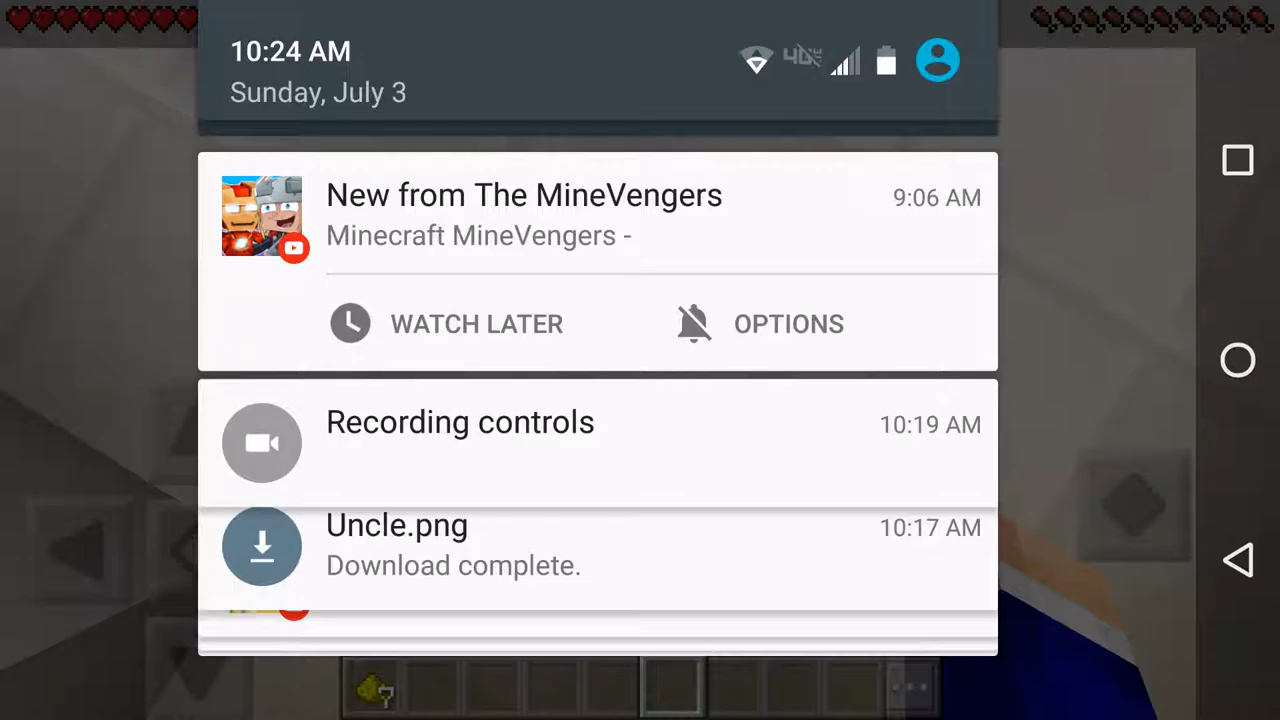 10:24 AM
Sunday, July 3
New from The MineVengers
9:06 AM
Minecraft MineVengers -
WATCH LATER
OPTIONS
Recording controls
10:19 AM
Uncle.png
10:17 AM
Download complete.
7